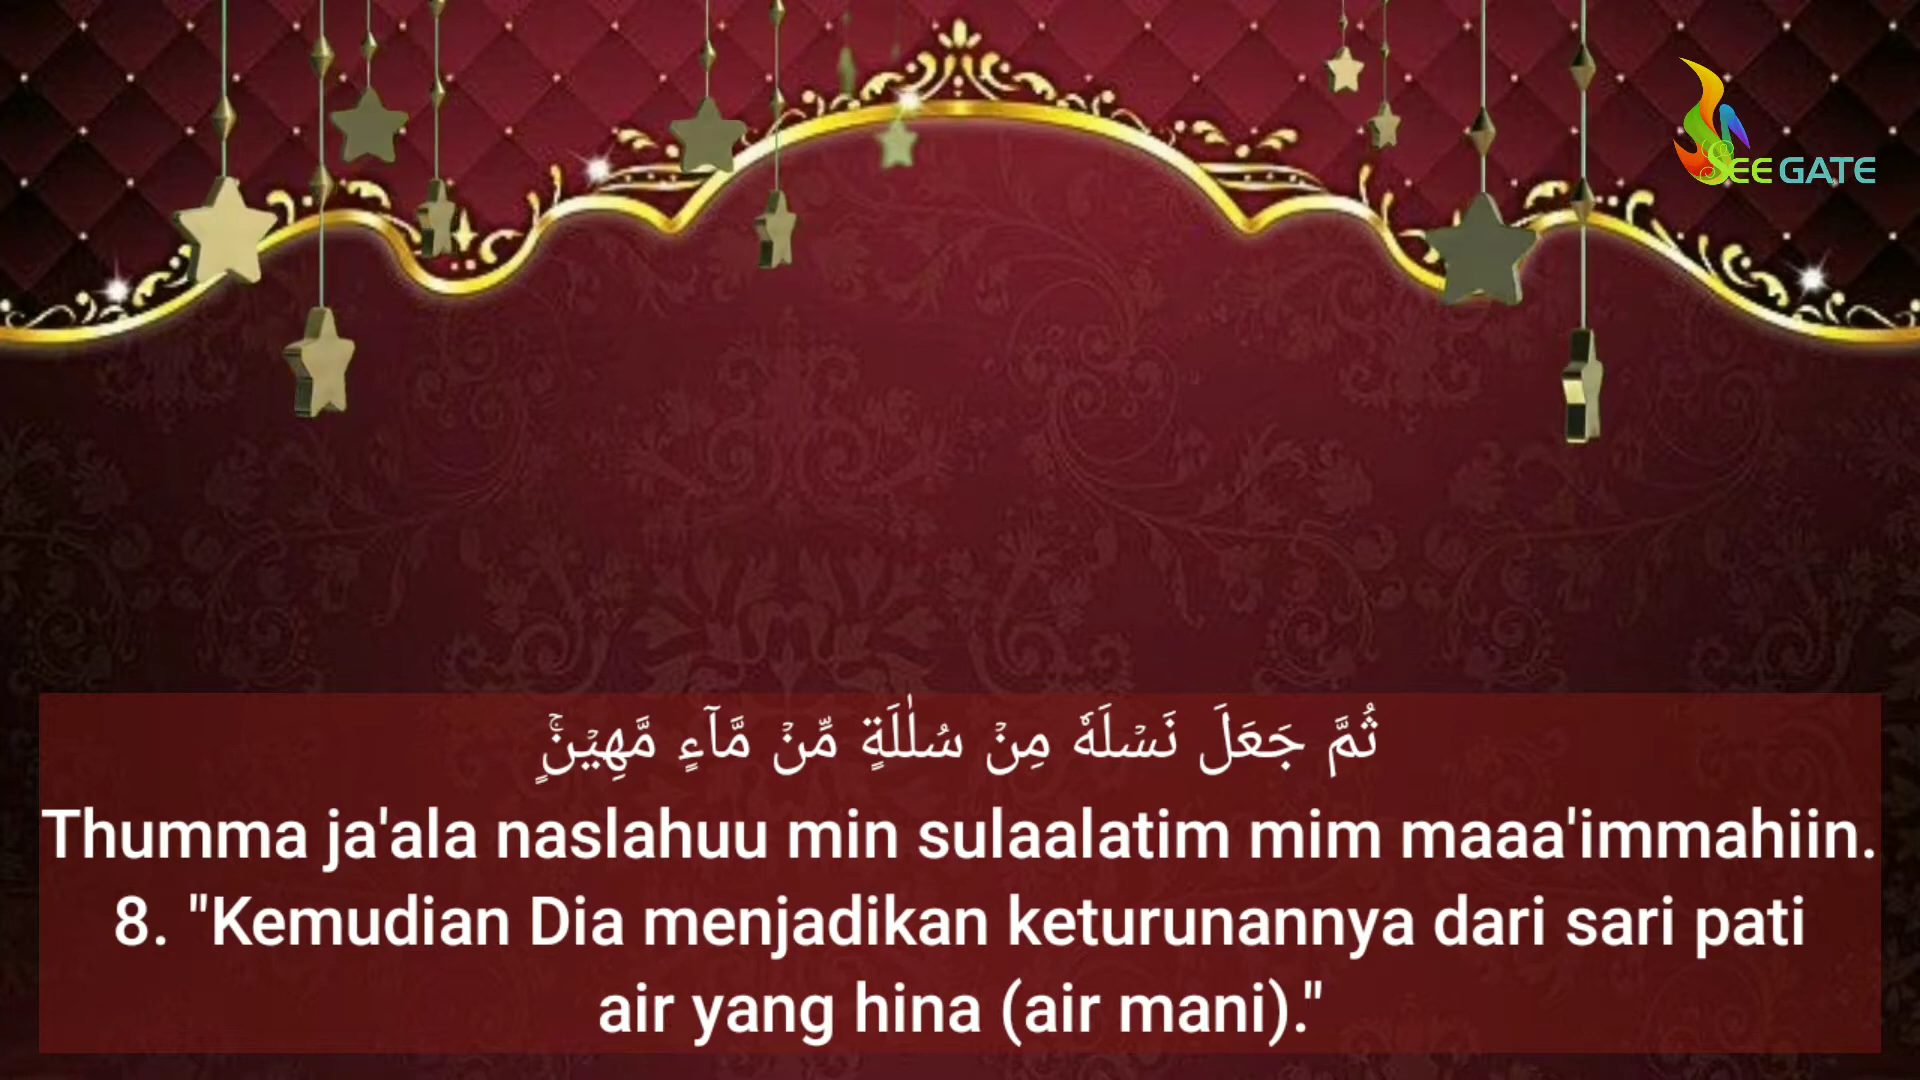 SEE GATE
ثُمَّ جَعَلَ نَسْلَهٗ مِنْ سُلٰلَةٍ مِّنْ مَّآءٍ مَّهِيْنٍۚ
Thumma ja'ala naslahuu min sulaalatim mim maaa'immahiin.
8. "Kemudian Dia menjadikan keturunannya dari sari pati
air yang hina (air mani)."